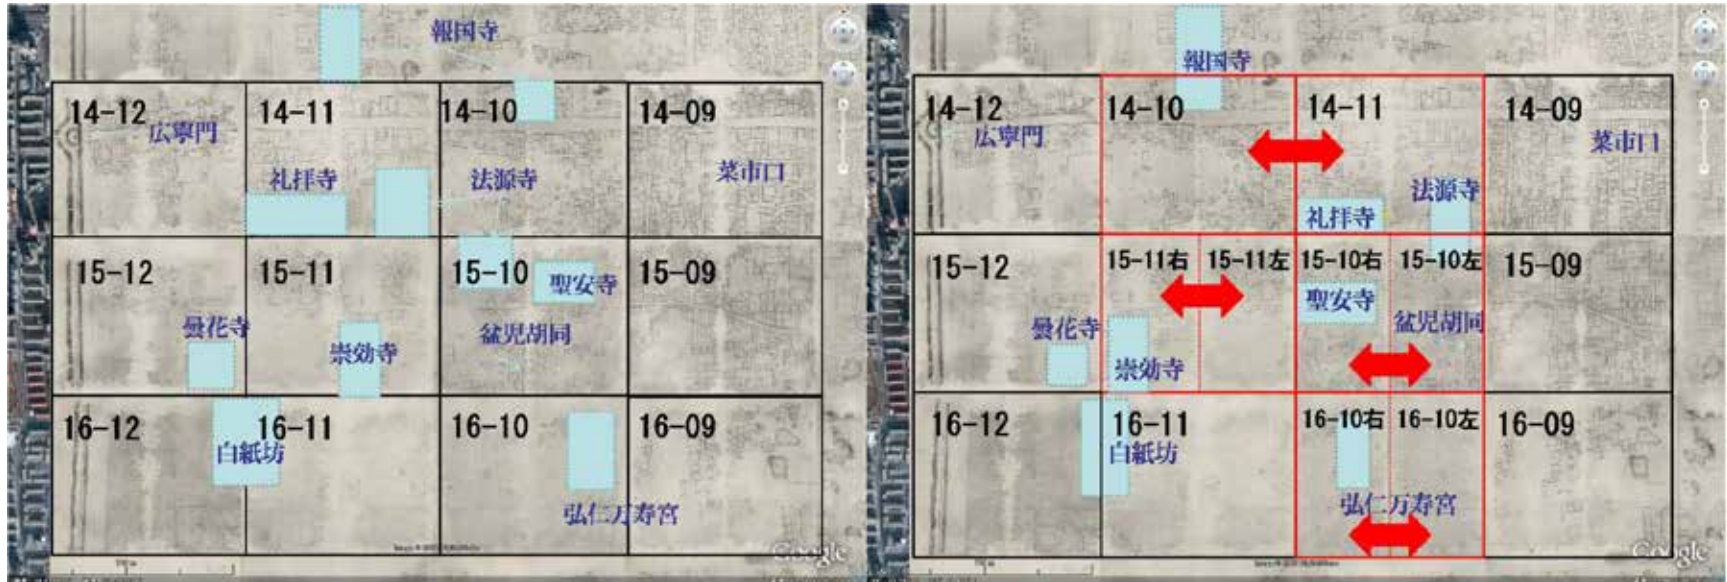 報国寺
14-12
14-11
14-10
14-09
広寧門
礼拝寺
法源寺
菜市口
15-12
15-11
15-10
15-09
聖安寺
曇花寺
崇効寺
盆児胡同
16-12
16-11
16-10
16-09
白紙坊
弘仁万寿宮
Google
報国寺
14-12
14-10
14-11
14-09
広寧門
菜市口
法源寺
礼拝寺
15-12
15-11右
15-11左
15-10右
15-10左
15-09
聖安寺
曇花寺
盆児胡同
崇効寺
16-12
16-11
16-10右
16-10左
16-09
白紙坊
弘仁万寿宮
Google